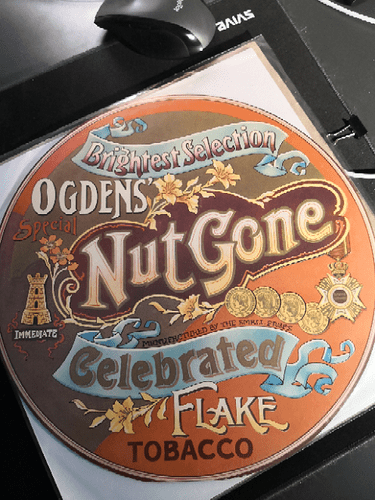 Brightest Selection
OGDENS'
Special
Nut Gone
IMMEDIATE
MANUFACTURED BY THE SMALL FACES
Celebrated
FLAKE
TOBACCO